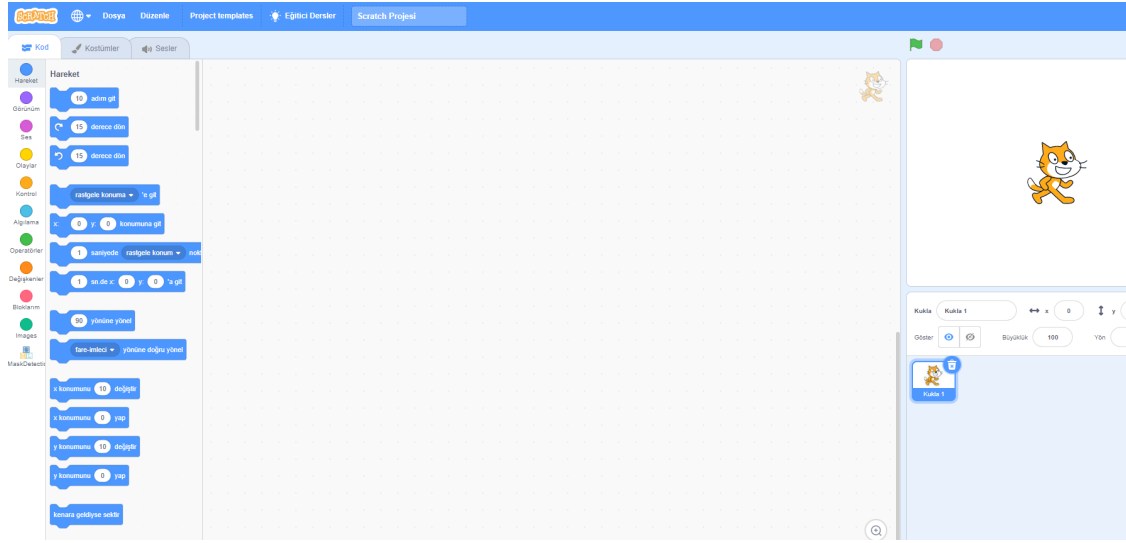 SCRATCH Dosya Düzenle Project templates Eğitici Dersler Scratch Projesi
Kod Kostümler Sesler
Hareket
Görünüm
Ses
Olaylar
Kontrol
Algılama
Operatörler
Değişkenler
Bloklarım
Images
MaskDetectio
Hareket
10 adım git
15 derece dön
15 derece dön
rastgele konuma 'e git
x: 0 y: 0 konumuna git
1 saniyede rastgele konum nokt
1 sn.de x: 0 y: 0 'a git
90 yönüne yönel
fare-imleci yönüne doğru yönel
x konumunu 10 değiştir
x konumunu 0 yap
y konumunu 10 değiştir
y konumunu 0 yap
kenara geldiyse sektir
Kukla Kukla 1 x 0 y
Göster Büyüklük 100 Yön
Kukla 1